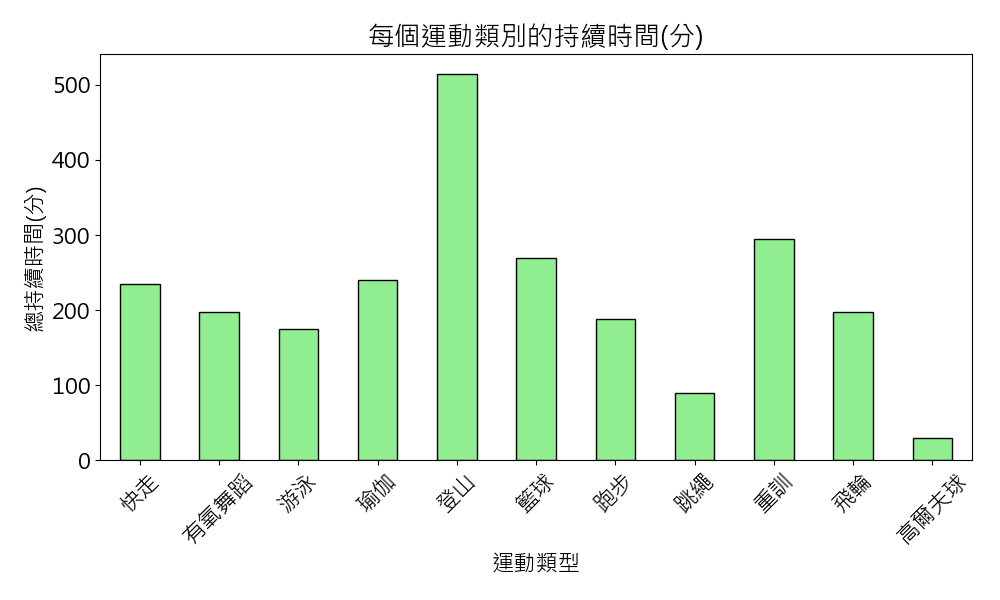 每個運動類別的持續時間(分)
總持續時間(分)
500
400
300
200
100
0
快走
有氧舞蹈
游泳
瑜伽
登山
籃球
跑步
跳繩
重訓
飛輪
高爾夫球
運動類型